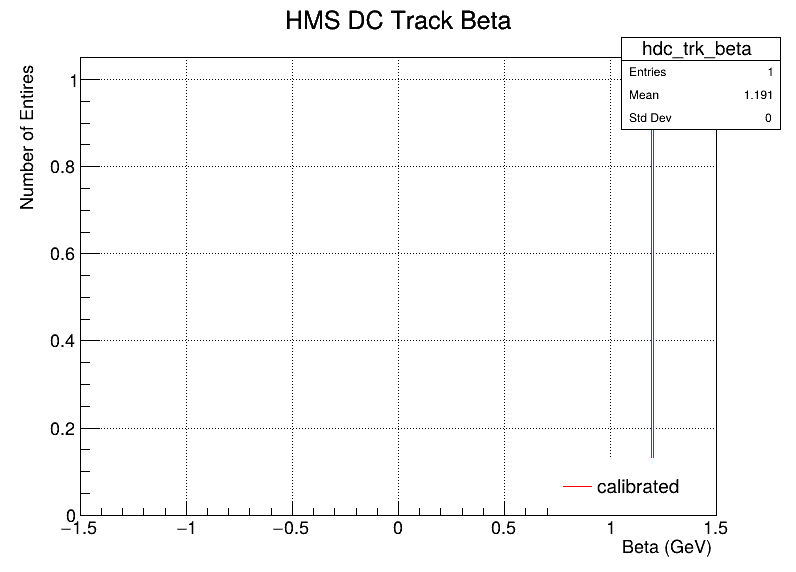 HMS DC Track Beta
hdc_trk_beta
Entries 1
Mean 1.191
Std Dev 0
Number of Entires
1
0.8
0.6
0.4
0.2
0
calibrated
−1.5 −1 −0.5 0 0.5 1 1.5
Beta (GeV)